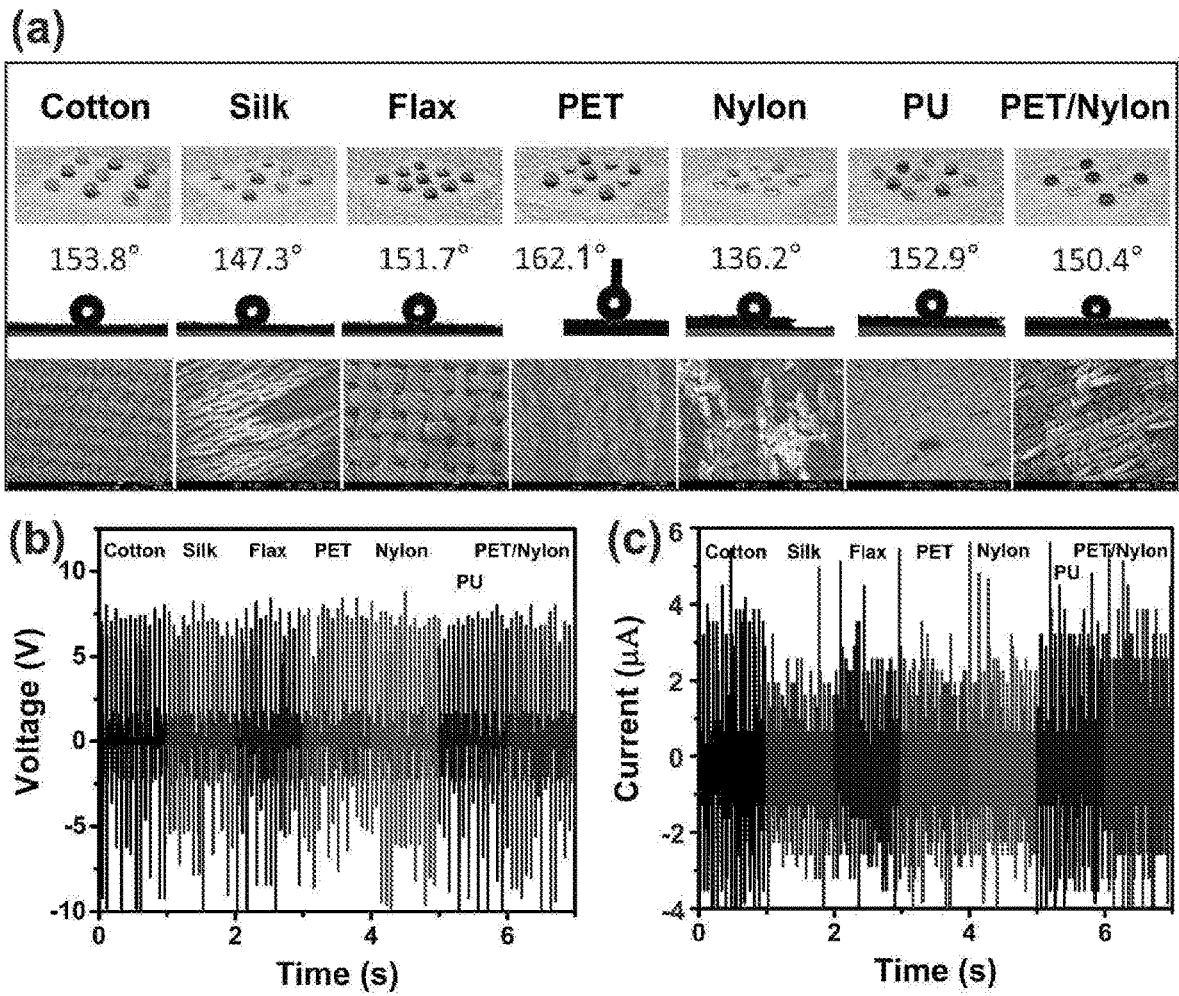 (a)
Cotton Silk Flax PET Nylon PU PET/Nylon
153.8° 147.3° 151.7° 162.1° 136.2° 152.9° 150.4°
(b)
Cotton Silk Flax PET Nylon PET/Nylon
PU
10
5
0
-5
-10
Voltage (V)
0 2 4 6
Time (s)
(c)
Cotton Silk Flax PET Nylon PET/Nylon
PU
6
4
2
0
-2
-4
Current (μA)
0 2 4 6
Time (s)